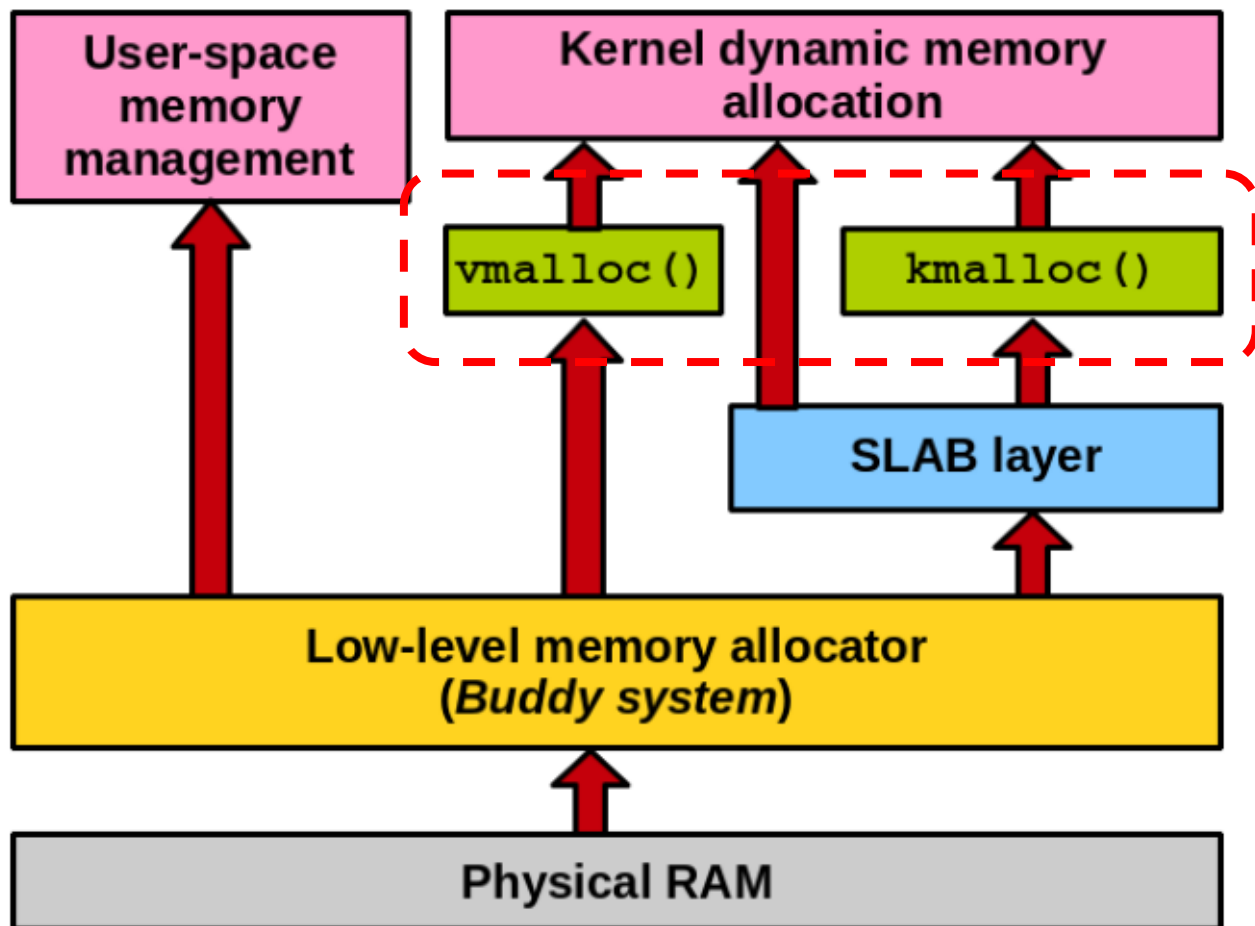 User-space
memory
management
Kernel dynamic memory
allocation
vmalloc()
kmalloc()
SLAB layer
Low-level memory allocator
(Buddy system)
Physical RAM